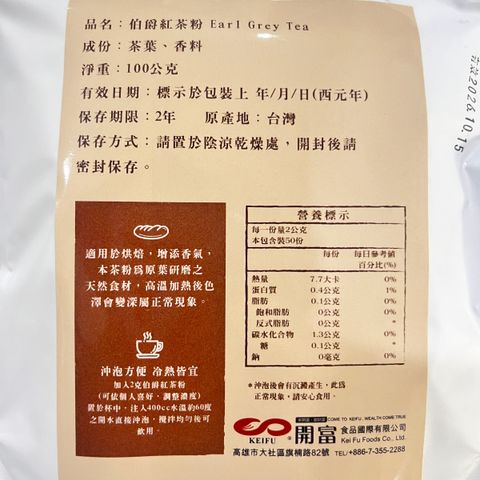 品名：伯爵紅茶粉 Earl Grey Tea
成份：茶葉、香料
淨重：100公克
有效日期：標示於包裝上 年/月/日(西元年)
保存期限：2年 原產地：台灣
保存方式：請置於陰涼乾燥處，開封後請
密封保存。
2026.10.15
適用於烘焙，增添香氣，
本茶粉為原葉研磨之
天然食材，高溫加熱後色
澤會變深屬正常現象。
沖泡方便 冷熱皆宜
加入2克伯爵紅茶粉
(可依個人喜好，調整濃度)
置於杯中，注入400cc水溫約60度
之開水直接沖泡，攪拌均勻後可
飲用。
營養標示
每一份量2公克
本包含裝50份
每份 每日參考值
百分比(%)
熱量 7.7大卡 *
蛋白質 0.4公克 1%
脂肪 0.1公克 0%
飽和脂肪 0公克 0%
反式脂肪 0公克 *
碳水化合物 1.3公克 0%
糖 0.1公克 *
鈉 0毫克 0%
*沖泡後會有沉澱產生，此為
正常現象，請安心食用。
KEIFU
®
COME TO KEIFU , WEALTH COME TRUE
開富 食品國際有限公司
Kei Fu Foods Co., Ltd.
高雄市大社區旗楠路82號 TEL/+886-7-355-2288